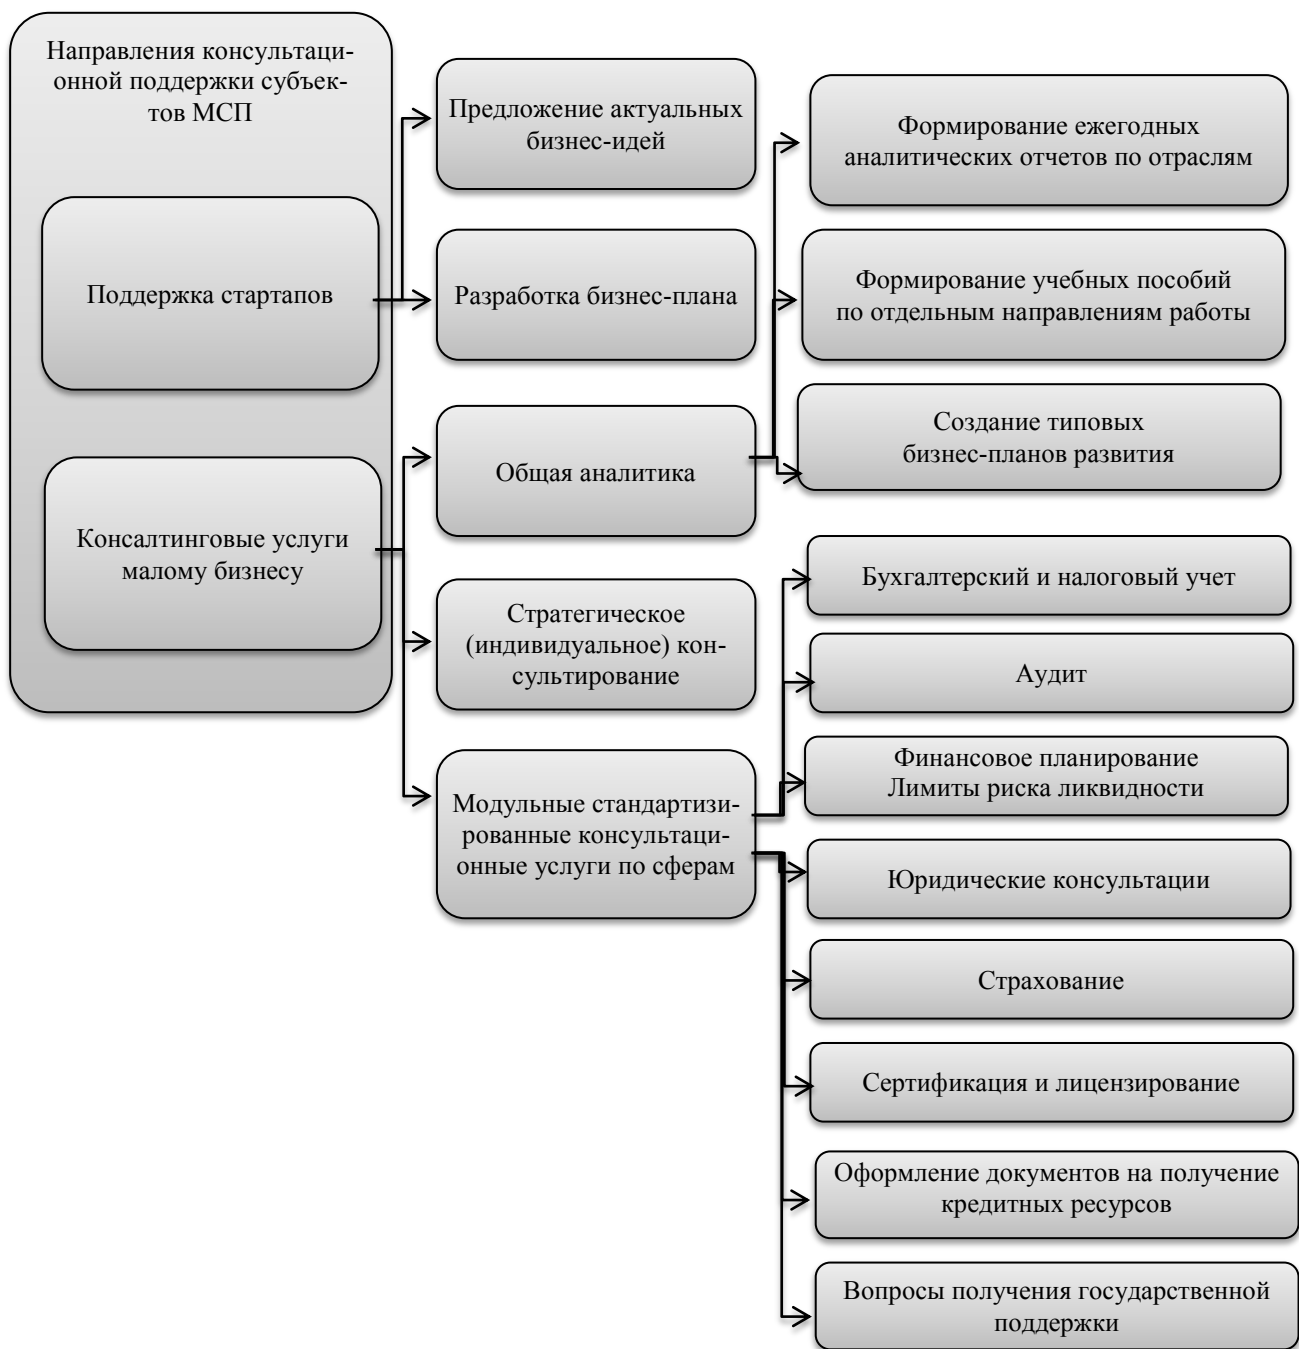 Направления консультаци-
онной поддержки субъек-
тов МСП
Поддержка стартапов
Консалтинговые услуги
малому бизнесу
Предложение актуальных
бизнес-идей
Разработка бизнес-плана
Общая аналитика
Стратегическое
(индивидуальное) кон-
сультирование
Модульные стандартизи-
рованные консультаци-
онные услуги по сферам
Формирование ежегодных
аналитических отчетов по отраслям
Формирование учебных пособий
по отдельным направлениям работы
Создание типовых
бизнес-планов развития
Бухгалтерский и налоговый учет
Аудит
Финансовое планирование
Лимиты риска ликвидности
Юридические консультации
Страхование
Сертификация и лицензирование
Оформление документов на получение
кредитных ресурсов
Вопросы получения государственной
поддержки